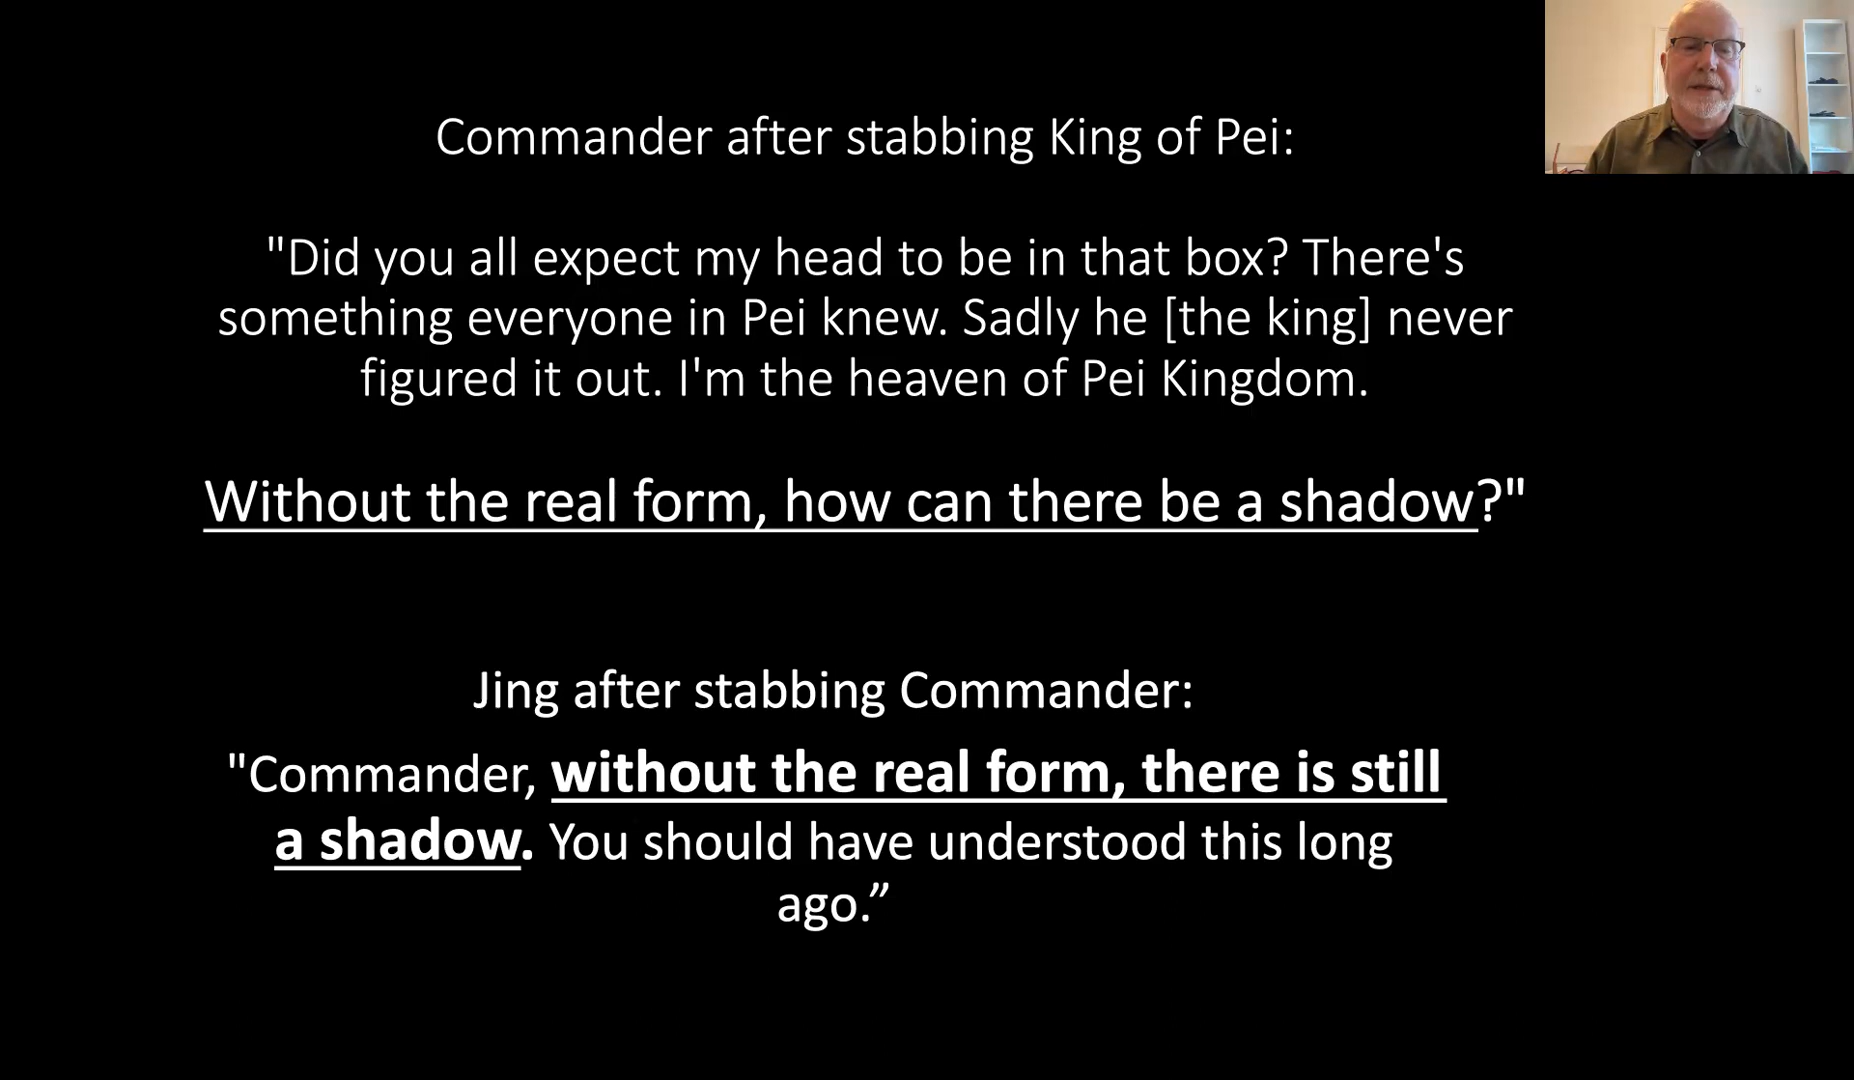 Commander after stabbing King of Pei:
"Did you all expect my head to be in that box? There's
something everyone in Pei knew. Sadly he [the king] never
figured it out. I'm the heaven of Pei Kingdom.
Without the real form, how can there be a shadow?"
Jing after stabbing Commander:
"Commander, without the real form, there is still
a shadow. You should have understood this long
ago.”